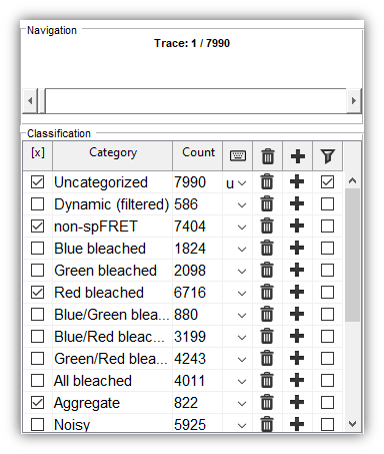 Navigation
Trace: 1 / 7990
Classification
[x] Category Count
Uncategorized 7990 u
Dynamic (filtered) 586
non-spFRET 7404
Blue bleached 1824
Green bleached 2098
Red bleached 6716
Blue/Green blea... 880
Blue/Red bleac... 3199
Green/Red blea... 4243
All bleached 4011
Aggregate 822
Noisy 5925